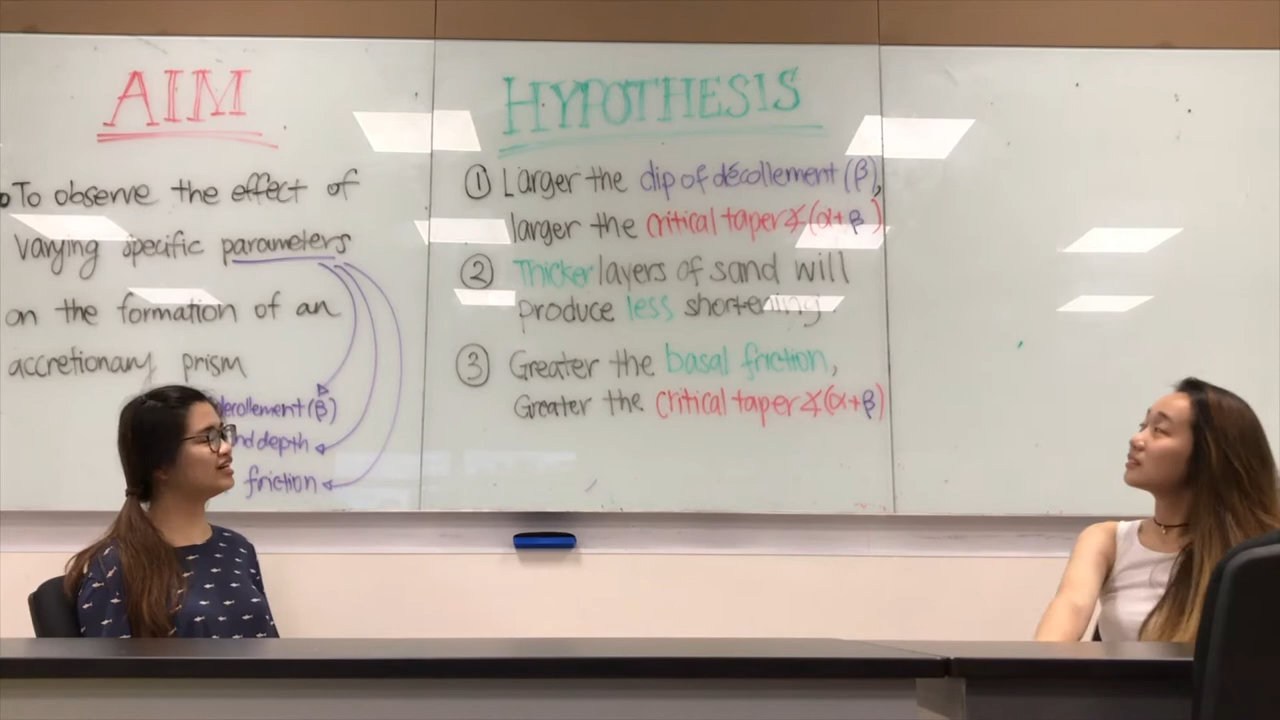 AIM
To observe the effect of
varying specific parameters
on the formation of an
accretionary prism
decollement (β)
depth
friction
HYPOTHESIS
① Larger the dip of décollement (β),
larger the critical taper ∡(α+β)
② Thicker layers of sand will
produce less shortening
③ Greater the basal friction,
Greater the critical taper ∡(α+β)